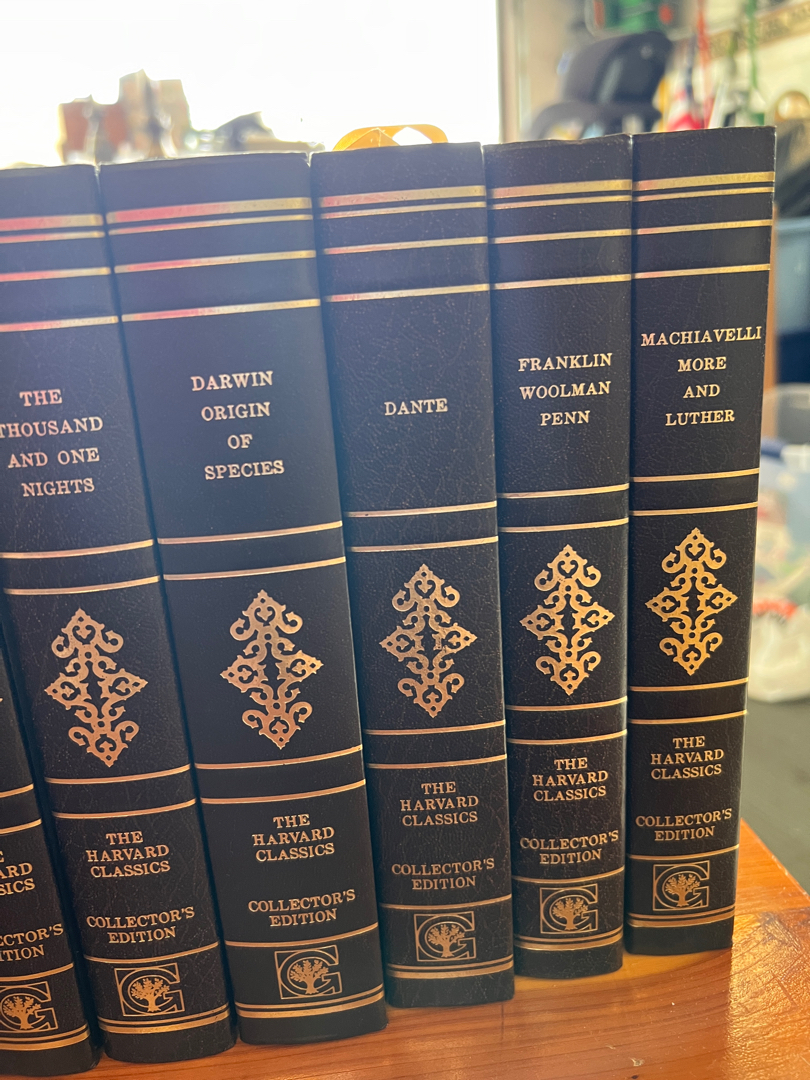 THE
THOUSAND
AND ONE
NIGHTS
THE
HARVARD
CLASSICS
COLLECTOR'S
EDITION
G
DARWIN
ORIGIN
OF
SPECIES
THE
HARVARD
CLASSICS
COLLECTOR'S
EDITION
G
DANTE
THE
HARVARD
CLASSICS
COLLECTOR'S
EDITION
G
FRANKLIN
WOOLMAN
PENN
THE
HARVARD
CLASSICS
COLLECTOR'S
EDITION
G
MACHIAVELLI
MORE
AND
LUTHER
THE
HARVARD
CLASSICS
COLLECTOR'S
EDITION
G